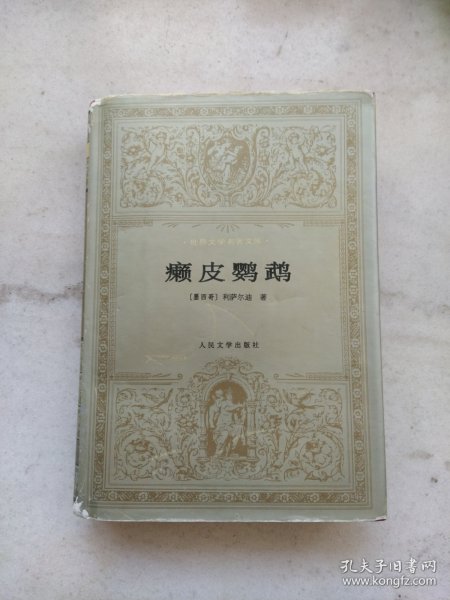 ·世界文学名著文库·
癞皮鹦鹉
〔墨西哥〕利萨尔迪 著
人民文学出版社
孔夫子旧书网
www.kongfz.com